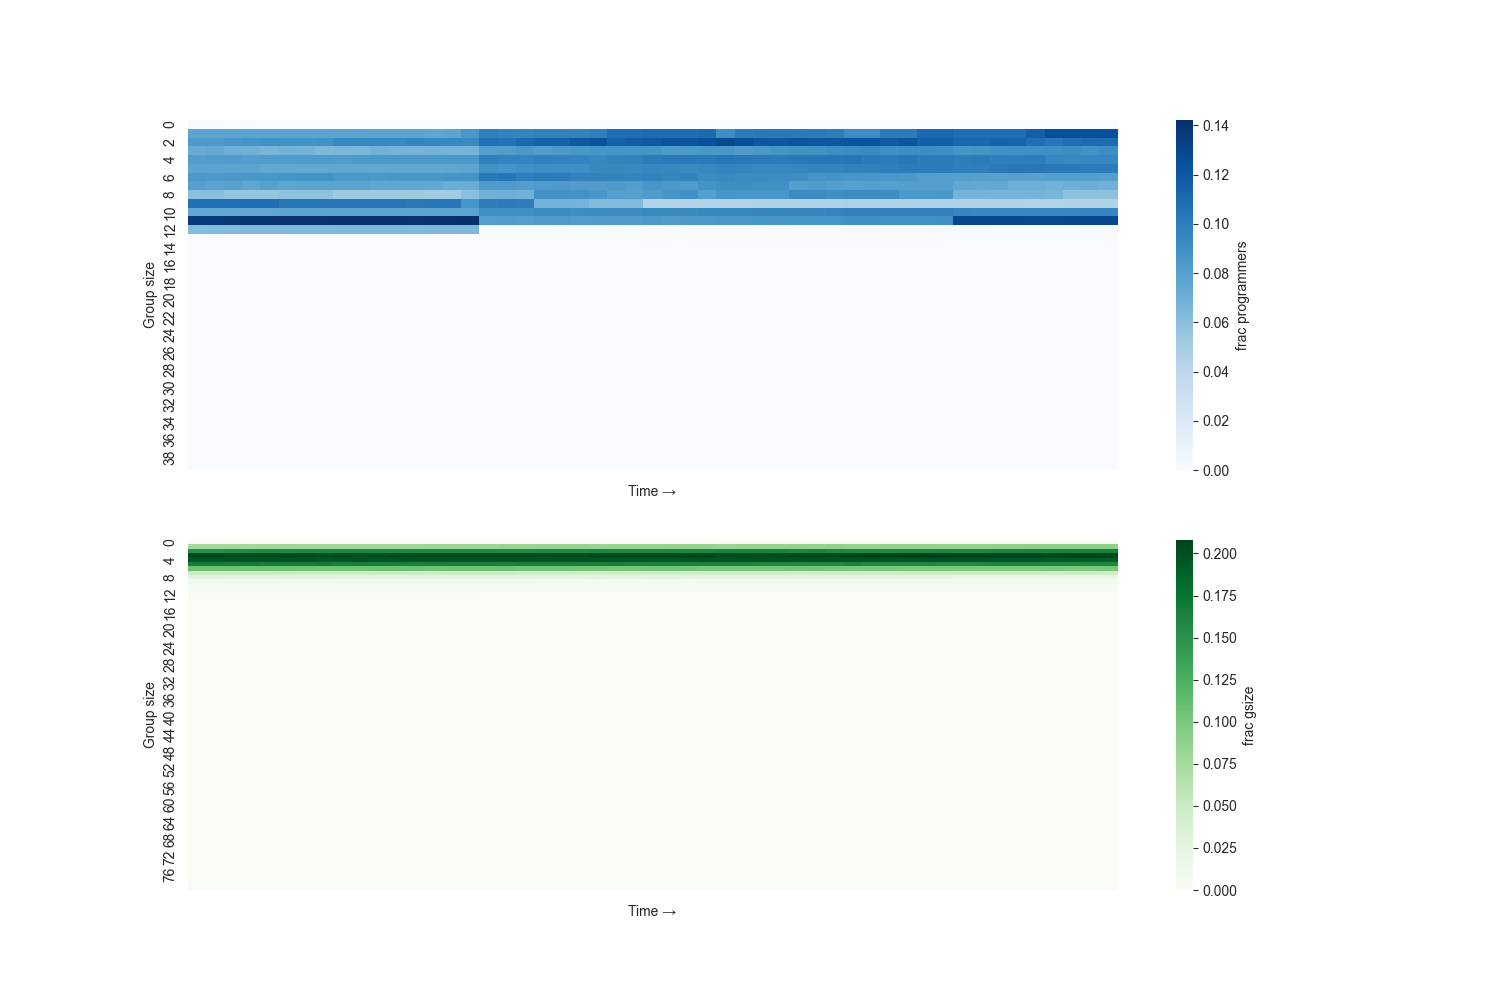 0 2 4 6 8 10 12 14 16 18 20 22 24 26 28 30 32 34 36 38
Group size
Time →
0.14
0.12
0.10
0.08
0.06
0.04
0.02
0.00
frac programmers
0 4 8 12 16 20 24 28 32 36 40 44 48 52 56 60 64 68 72 76
Group size
Time →
0.200
0.175
0.150
0.125
0.100
0.075
0.050
0.025
0.000
frac gsize